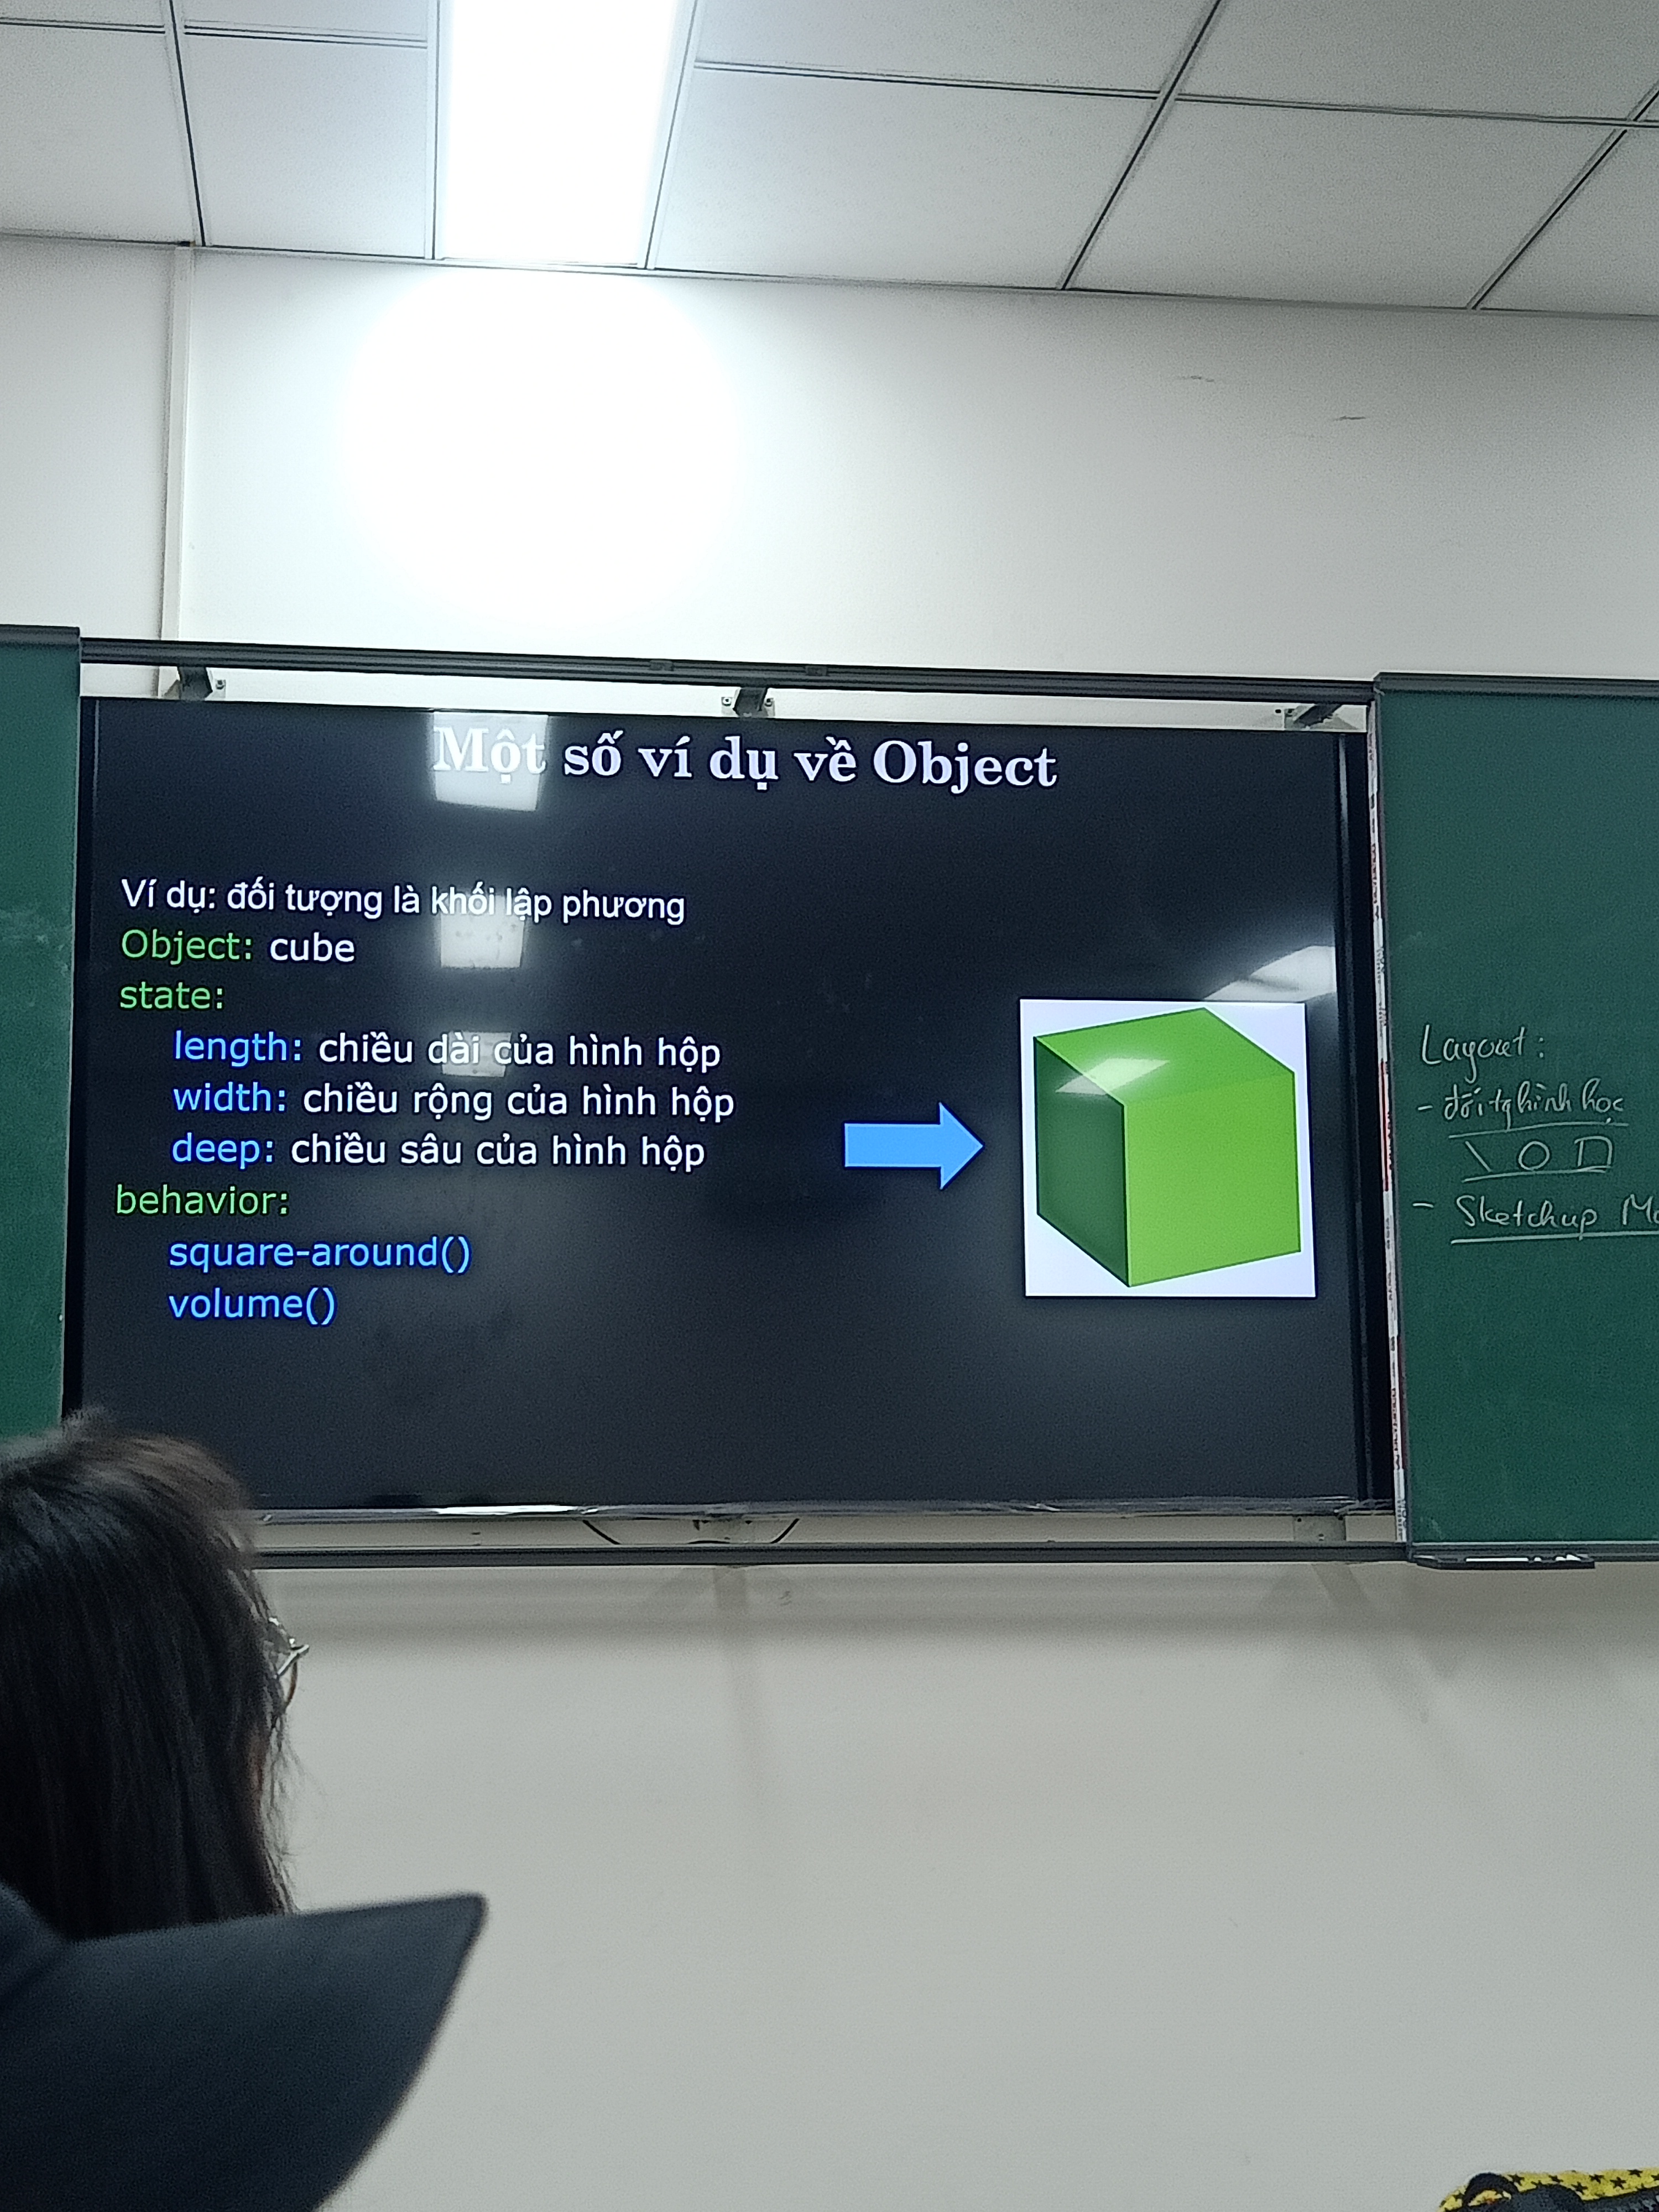 Một số ví dụ về Object
Ví dụ: đối tượng là khối lập phương
Object: cube
state:
length: chiều dài của hình hộp
width: chiều rộng của hình hộp
deep: chiều sâu của hình hộp
behavior:
square-around()
volume()
Layout:
- đối tg hình học
- Sketchup